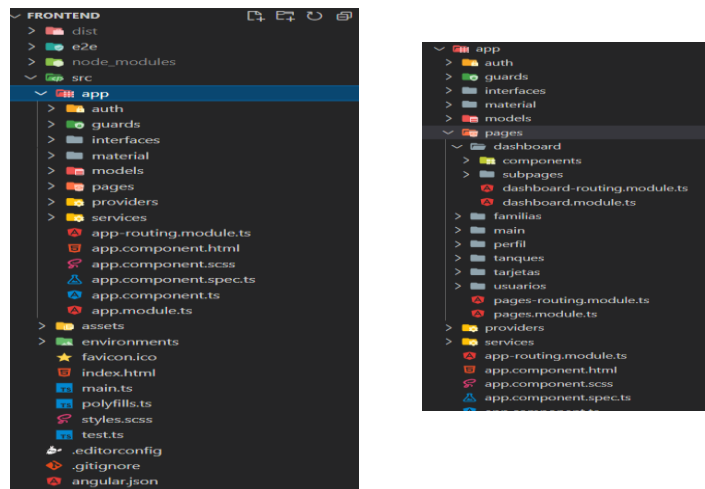 FRONTEND
dist
e2e
node_modules
src
app
auth
guards
interfaces
material
models
pages
providers
services
app-routing.module.ts
app.component.html
app.component.scss
app.component.spec.ts
app.component.ts
app.module.ts
assets
environments
favicon.ico
index.html
main.ts
polyfills.ts
styles.scss
test.ts
.editorconfig
.gitignore
angular.json
app
auth
guards
interfaces
material
models
pages
dashboard
components
subpages
dashboard-routing.module.ts
dashboard.module.ts
familias
main
perfil
tanques
tarjetas
usuarios
pages-routing.module.ts
pages.module.ts
providers
services
app-routing.module.ts
app.component.html
app.component.scss
app.component.spec.ts